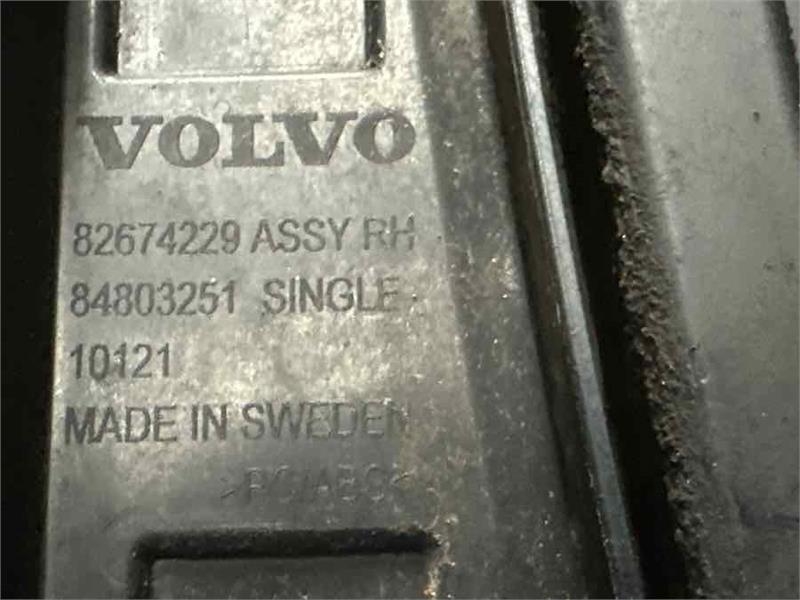 VOLVO
82674229 ASSY RH
84803251 SINGLE
10121
MADE IN SWEDEN